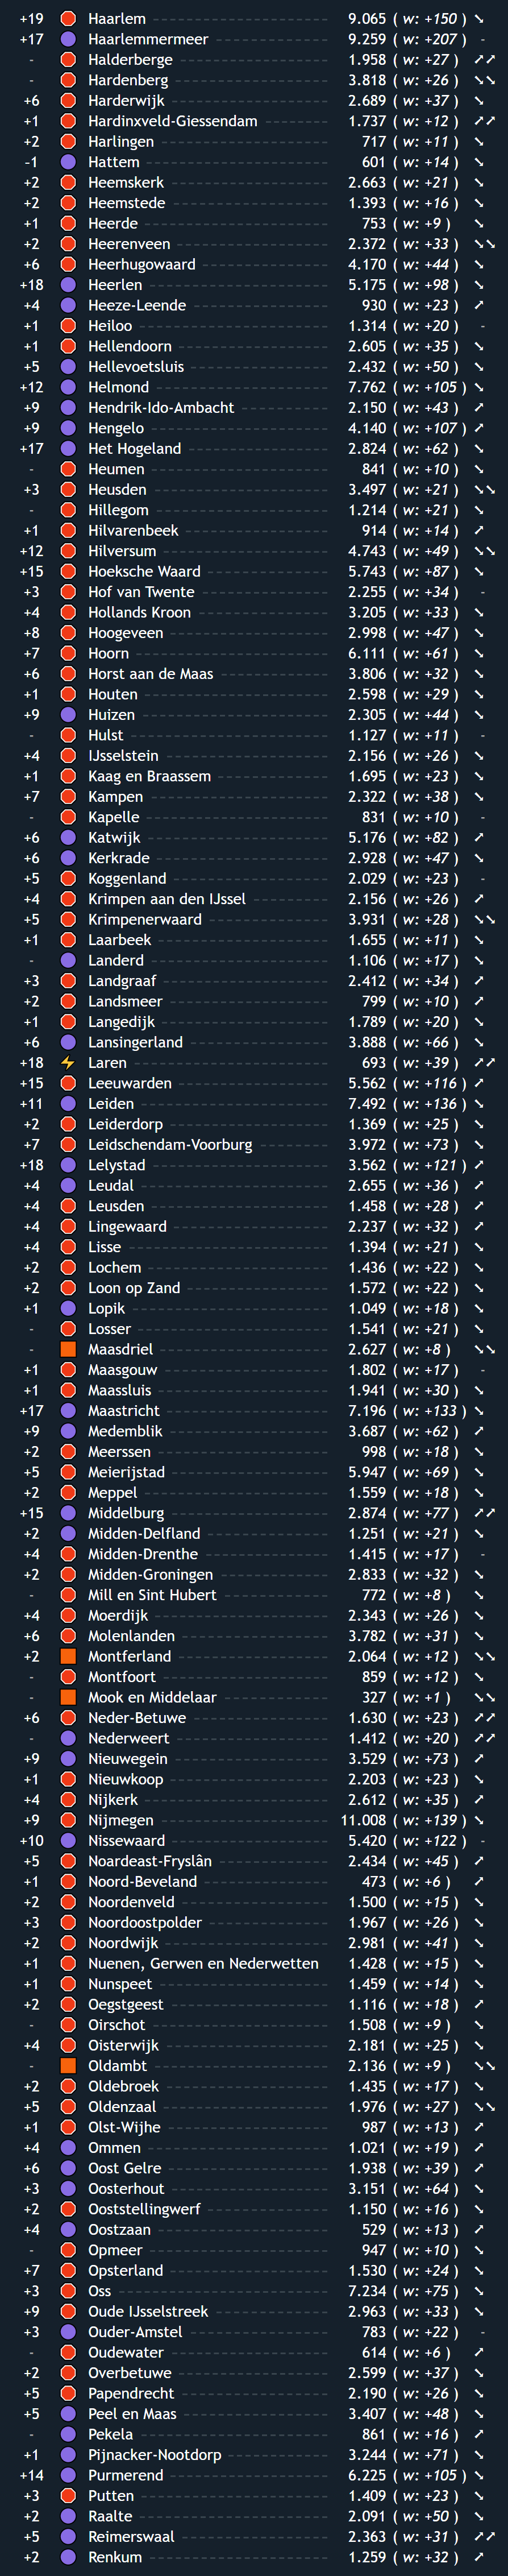 +19 Haarlem 9.065 ( w: +150 ) ↘
+17 Haarlemmermeer 9.259 ( w: +207 ) -
- Halderberge 1.958 ( w: +27 ) ↗↗
- Hardenberg 3.818 ( w: +26 ) ↘↘
+6 Harderwijk 2.689 ( w: +37 ) ↘
+1 Hardinxveld-Giessendam 1.737 ( w: +12 ) ↗↗
+2 Harlingen 717 ( w: +11 ) ↘
-1 Hattem 601 ( w: +14 ) ↘
+2 Heemskerk 2.663 ( w: +21 ) ↘
+2 Heemstede 1.393 ( w: +16 ) ↘
+1 Heerde 753 ( w: +9 ) ↘
+2 Heerenveen 2.372 ( w: +33 ) ↘↘
+6 Heerhugowaard 4.170 ( w: +44 ) ↘
+18 Heerlen 5.175 ( w: +98 ) ↘
+4 Heeze-Leende 930 ( w: +23 ) ↗
+1 Heiloo 1.314 ( w: +20 ) -
+1 Hellendoorn 2.605 ( w: +35 ) ↘
+5 Hellevoetsluis 2.432 ( w: +50 ) ↘
+12 Helmond 7.762 ( w: +105 ) ↘
+9 Hendrik-Ido-Ambacht 2.150 ( w: +43 ) ↗
+9 Hengelo 4.140 ( w: +107 ) ↗
+17 Het Hogeland 2.824 ( w: +62 ) ↘
- Heumen 841 ( w: +10 ) ↘
+3 Heusden 3.497 ( w: +21 ) ↘↘
- Hillegom 1.214 ( w: +21 ) ↘
+1 Hilvarenbeek 914 ( w: +14 ) ↗
+12 Hilversum 4.743 ( w: +49 ) ↘↘
+15 Hoeksche Waard 5.743 ( w: +87 ) ↘
+3 Hof van Twente 2.255 ( w: +34 ) -
+4 Hollands Kroon 3.205 ( w: +33 ) ↘
+8 Hoogeveen 2.998 ( w: +47 ) ↘
+7 Hoorn 6.111 ( w: +61 ) ↘
+6 Horst aan de Maas 3.806 ( w: +32 ) ↘
+1 Houten 2.598 ( w: +29 ) ↘
+9 Huizen 2.305 ( w: +44 ) ↘
- Hulst 1.127 ( w: +11 ) -
+4 IJsselstein 2.156 ( w: +26 ) ↘
+1 Kaag en Braassem 1.695 ( w: +23 ) ↘
+7 Kampen 2.322 ( w: +38 ) ↘
- Kapelle 831 ( w: +10 ) -
+6 Katwijk 5.176 ( w: +82 ) ↗
+6 Kerkrade 2.928 ( w: +47 ) ↘
+5 Koggenland 2.029 ( w: +23 ) -
+4 Krimpen aan den IJssel 2.156 ( w: +26 ) ↗
+5 Krimpenerwaard 3.931 ( w: +28 ) ↘↘
+1 Laarbeek 1.655 ( w: +11 ) ↘
- Landerd 1.106 ( w: +17 ) ↘
+3 Landgraaf 2.412 ( w: +34 ) ↗
+2 Landsmeer 799 ( w: +10 ) ↗
+1 Langedijk 1.789 ( w: +20 ) ↘
+6 Lansingerland 3.888 ( w: +66 ) ↘
+18 Laren 693 ( w: +39 ) ↗↗
+15 Leeuwarden 5.562 ( w: +116 ) ↗
+11 Leiden 7.492 ( w: +136 ) ↘
+2 Leiderdorp 1.369 ( w: +25 ) ↘
+7 Leidschendam-Voorburg 3.972 ( w: +73 ) ↘
+18 Lelystad 3.562 ( w: +121 ) ↗
+4 Leudal 2.655 ( w: +36 ) ↗
+4 Leusden 1.458 ( w: +28 ) ↗
+4 Lingewaard 2.237 ( w: +32 ) ↗
+4 Lisse 1.394 ( w: +21 ) ↘
+2 Lochem 1.436 ( w: +22 ) ↘
+2 Loon op Zand 1.572 ( w: +22 ) ↘
+1 Lopik 1.049 ( w: +18 ) ↘
- Losser 1.541 ( w: +21 ) ↘
- Maasdriel 2.627 ( w: +8 ) ↘↘
+1 Maasgouw 1.802 ( w: +17 ) -
+1 Maassluis 1.941 ( w: +30 ) ↘
+17 Maastricht 7.196 ( w: +133 ) ↘
+9 Medemblik 3.687 ( w: +62 ) ↗
+2 Meerssen 998 ( w: +18 ) ↘
+5 Meierijstad 5.947 ( w: +69 ) ↘
+2 Meppel 1.559 ( w: +18 ) ↘
+15 Middelburg 2.874 ( w: +77 ) ↗↗
+2 Midden-Delfland 1.251 ( w: +21 ) ↘
+4 Midden-Drenthe 1.415 ( w: +17 ) -
+2 Midden-Groningen 2.833 ( w: +32 ) ↘
- Mill en Sint Hubert 772 ( w: +8 ) ↘
+4 Moerdijk 2.343 ( w: +26 ) ↘
+6 Molenlanden 3.782 ( w: +31 ) ↘
+2 Montferland 2.064 ( w: +12 ) ↘↘
- Montfoort 859 ( w: +12 ) ↘
- Mook en Middelaar 327 ( w: +1 ) ↘↘
+6 Neder-Betuwe 1.630 ( w: +23 ) ↗↗
- Nederweert 1.412 ( w: +20 ) ↗↗
+9 Nieuwegein 3.529 ( w: +73 ) ↗
+1 Nieuwkoop 2.203 ( w: +23 ) ↘
+4 Nijkerk 2.612 ( w: +35 ) ↗
+9 Nijmegen 11.008 ( w: +139 ) ↘
+10 Nissewaard 5.420 ( w: +122 ) -
+5 Noardeast-Fryslân 2.434 ( w: +45 ) ↗
+1 Noord-Beveland 473 ( w: +6 ) ↗
+2 Noordenveld 1.500 ( w: +15 ) ↘
+3 Noordoostpolder 1.967 ( w: +26 ) ↘
+2 Noordwijk 2.981 ( w: +41 ) ↘
+1 Nuenen, Gerwen en Nederwetten 1.428 ( w: +15 ) ↘
+1 Nunspeet 1.459 ( w: +14 ) ↘
+2 Oegstgeest 1.116 ( w: +18 ) ↗
- Oirschot 1.508 ( w: +9 ) ↘
+4 Oisterwijk 2.181 ( w: +25 ) ↘
- Oldambt 2.136 ( w: +9 ) ↘↘
+2 Oldebroek 1.435 ( w: +17 ) ↘
+5 Oldenzaal 1.976 ( w: +27 ) ↘↘
+1 Olst-Wijhe 987 ( w: +13 ) ↗
+4 Ommen 1.021 ( w: +19 ) ↗
+6 Oost Gelre 1.938 ( w: +39 ) ↗
+3 Oosterhout 3.151 ( w: +64 ) ↘
+2 Ooststellingwerf 1.150 ( w: +16 ) ↘
+4 Oostzaan 529 ( w: +13 ) ↗
- Opmeer 947 ( w: +10 ) ↘
+7 Opsterland 1.530 ( w: +24 ) ↘
+3 Oss 7.234 ( w: +75 ) ↘
+9 Oude IJsselstreek 2.963 ( w: +33 ) ↘
+3 Ouder-Amstel 783 ( w: +22 ) -
- Oudewater 614 ( w: +6 ) ↗
+2 Overbetuwe 2.599 ( w: +37 ) ↘
+5 Papendrecht 2.190 ( w: +26 ) ↘
+5 Peel en Maas 3.407 ( w: +48 ) ↘
- Pekela 861 ( w: +16 ) ↗
+1 Pijnacker-Nootdorp 3.244 ( w: +71 ) ↘
+14 Purmerend 6.225 ( w: +105 ) ↘
+3 Putten 1.409 ( w: +23 ) ↘
+2 Raalte 2.091 ( w: +50 ) ↘
+5 Reimerswaal 2.363 ( w: +31 ) ↗↗
+2 Renkum 1.259 ( w: +32 ) ↗